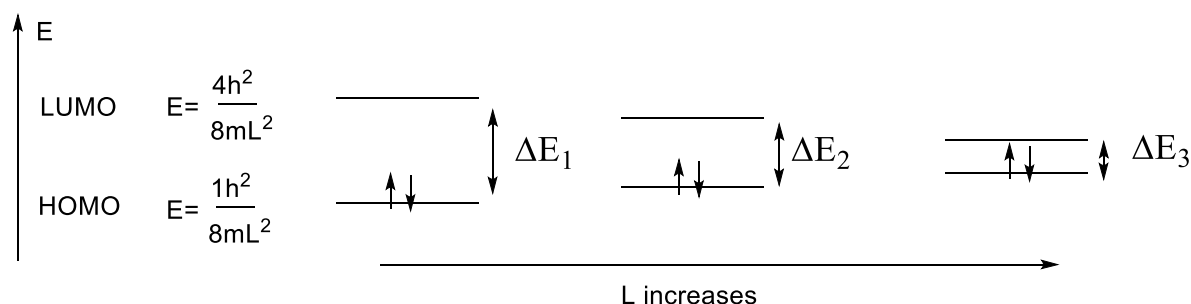 E
LUMO E= 4h²/8mL²
HOMO E= 1h²/8mL²
ΔE₁
ΔE₂
ΔE₃
L increases